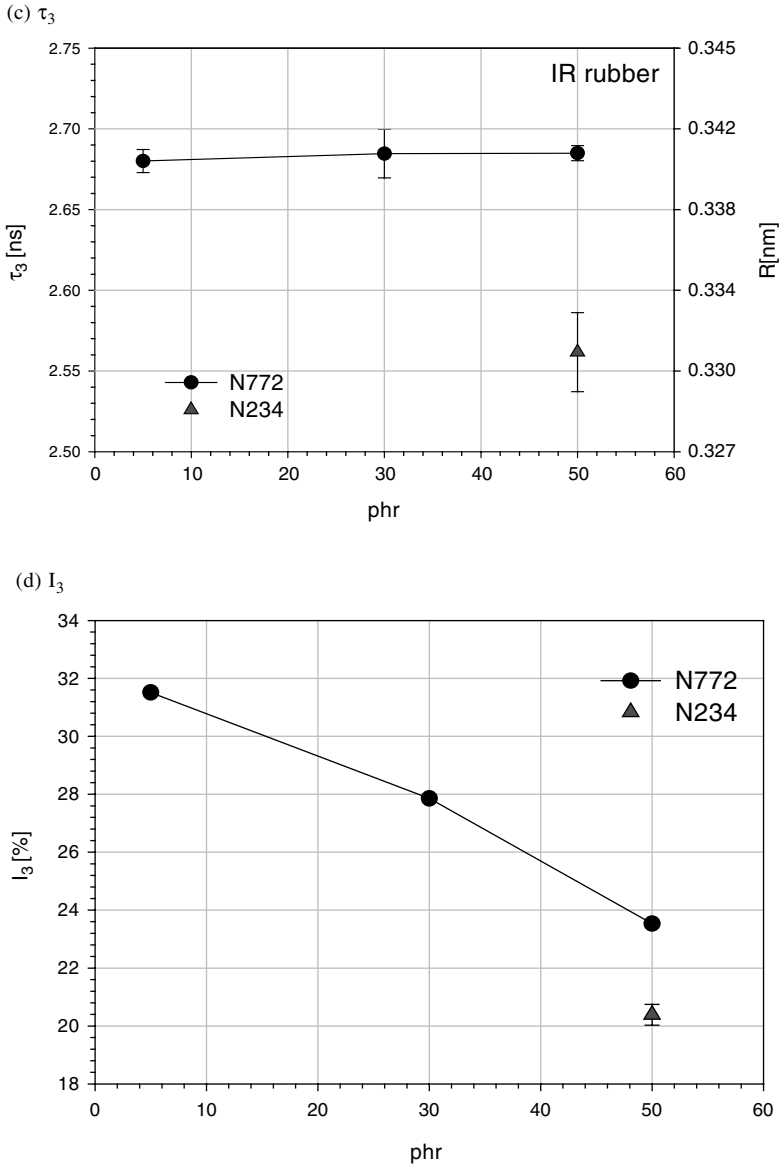 (c) τ3
2.75
2.70
2.65
2.60
2.55
2.50
τ3 [ns]
0.345
0.342
0.338
0.334
0.330
0.327
R[nm]
IR rubber
N772
N234
0 10 20 30 40 50 60
phr
(d) I3
34
32
30
28
26
24
22
20
18
I3 [%]
N772
N234
0 10 20 30 40 50 60
phr